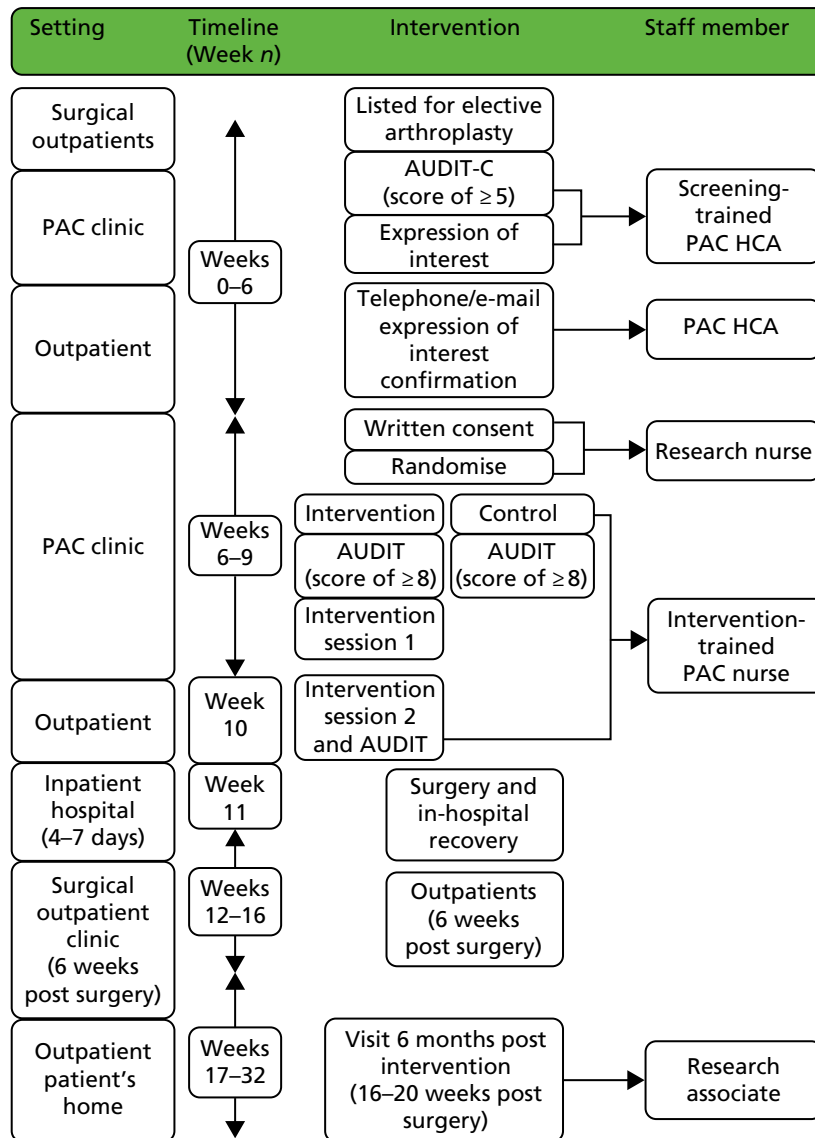 Setting
Timeline
(Week n)
Intervention
Staff member
Surgical
outpatients
Listed for elective
arthroplasty
PAC clinic
AUDIT-C
(score of ≥ 5)
Expression of
interest
Screening-
trained
PAC HCA
Weeks
0–6
Outpatient
Telephone/e-mail
expression of
interest
confirmation
PAC HCA
PAC clinic
Weeks
6–9
Written consent
Randomise
Research nurse
Intervention
Control
AUDIT
(score of ≥ 8)
AUDIT
(score of ≥ 8)
Intervention
session 1
Intervention-
trained
PAC nurse
Outpatient
Week
10
Intervention
session 2
and AUDIT
Inpatient
hospital
(4–7 days)
Week
11
Surgery and
in-hospital
recovery
Surgical
outpatient
clinic
(6 weeks
post surgery)
Weeks
12–16
Outpatients
(6 weeks
post surgery)
Outpatient
patient's
home
Weeks
17–32
Visit 6 months post
intervention
(16–20 weeks post
surgery)
Research
associate